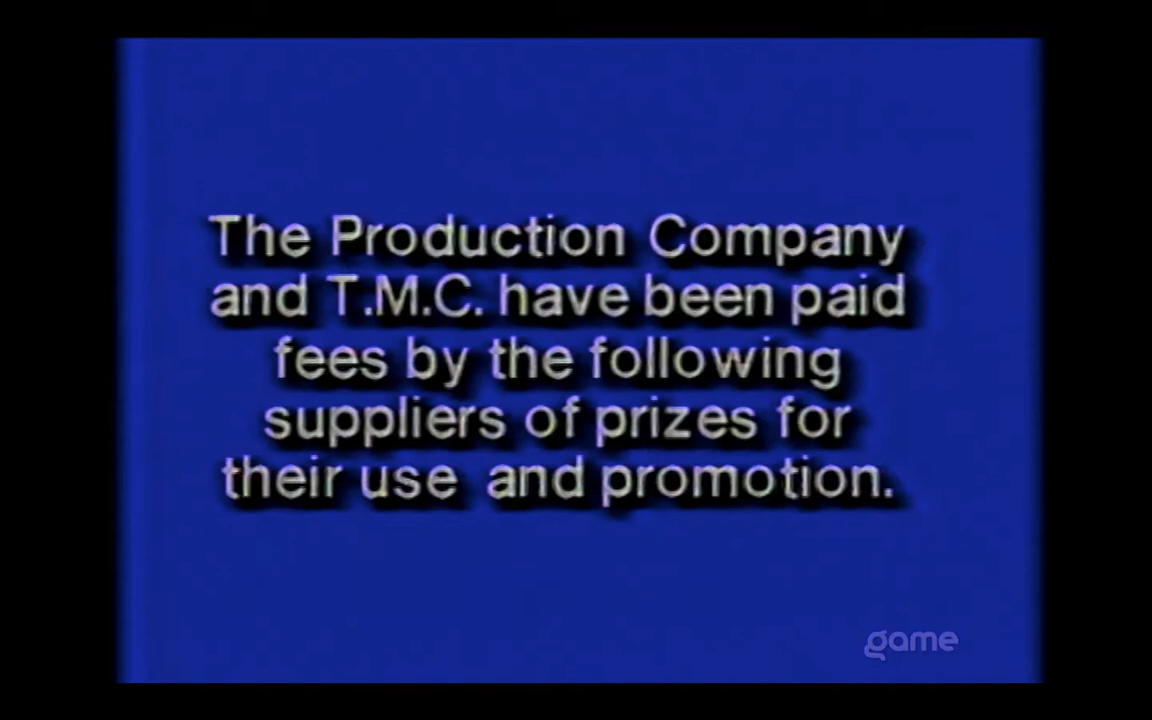 The Production Company
and T.M.C. have been paid
fees by the following
suppliers of prizes for
their use and promotion.
game